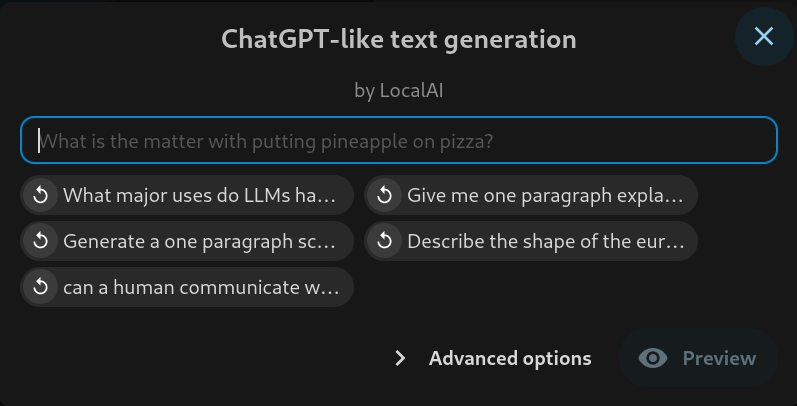 ChatGPT-like text generation
by LocalAI
What is the matter with putting pineapple on pizza?
What major uses do LLMs ha...
Give me one paragraph expla...
Generate a one paragraph sc...
Describe the shape of the eur...
can a human communicate w...
Advanced options
Preview